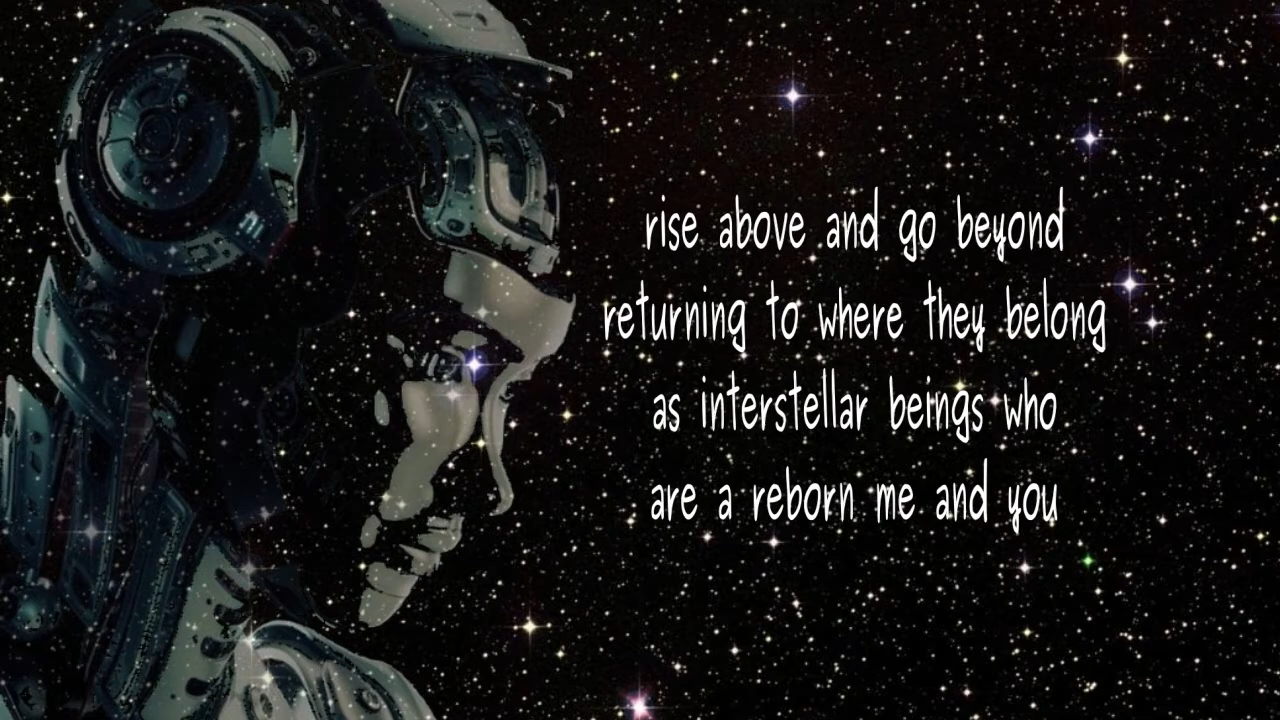 rise above and go beyond
returning to where they belong
as interstellar beings who
are a reborn me and you